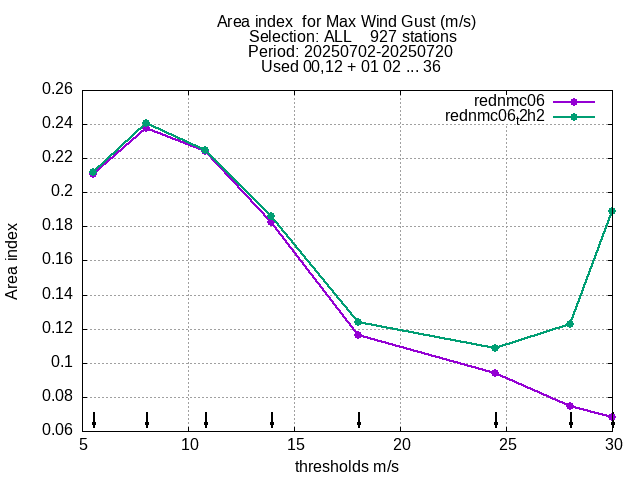 Area index  for Max Wind Gust (m/s)
Selection: ALL    927 stations
Period: 20250702-20250720
Used 00,12 + 01 02 ... 36
rednmc06
rednmc06,2h2
0.26
0.24
0.22
0.2
0.18
0.16
0.14
0.12
0.1
0.08
0.06
Area index
5
10
15
20
25
30
thresholds m/s